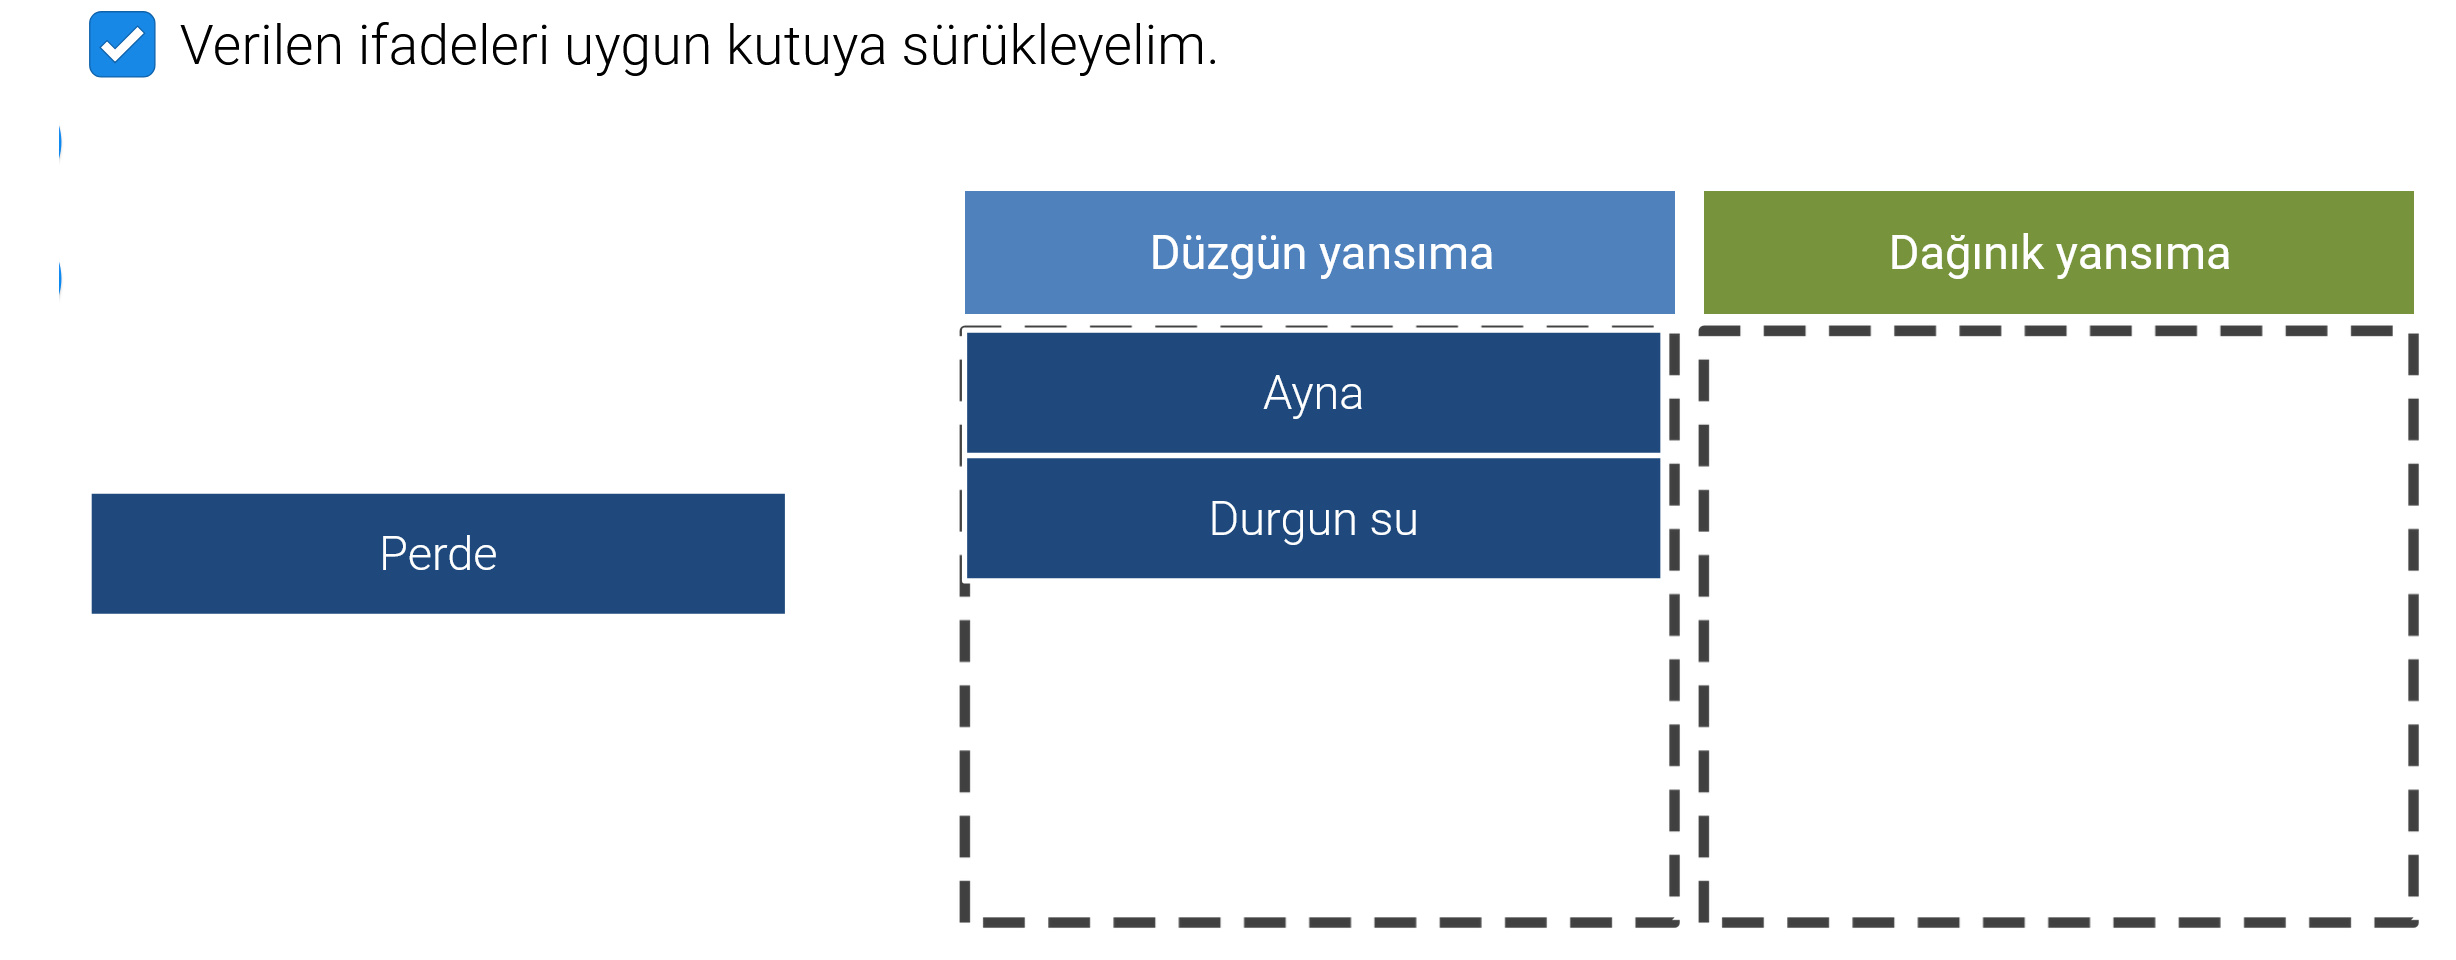 Verilen ifadeleri uygun kutuya sürükleyelim.
Düzgün yansıma
Dağınık yansıma
Ayna
Durgun su
Perde